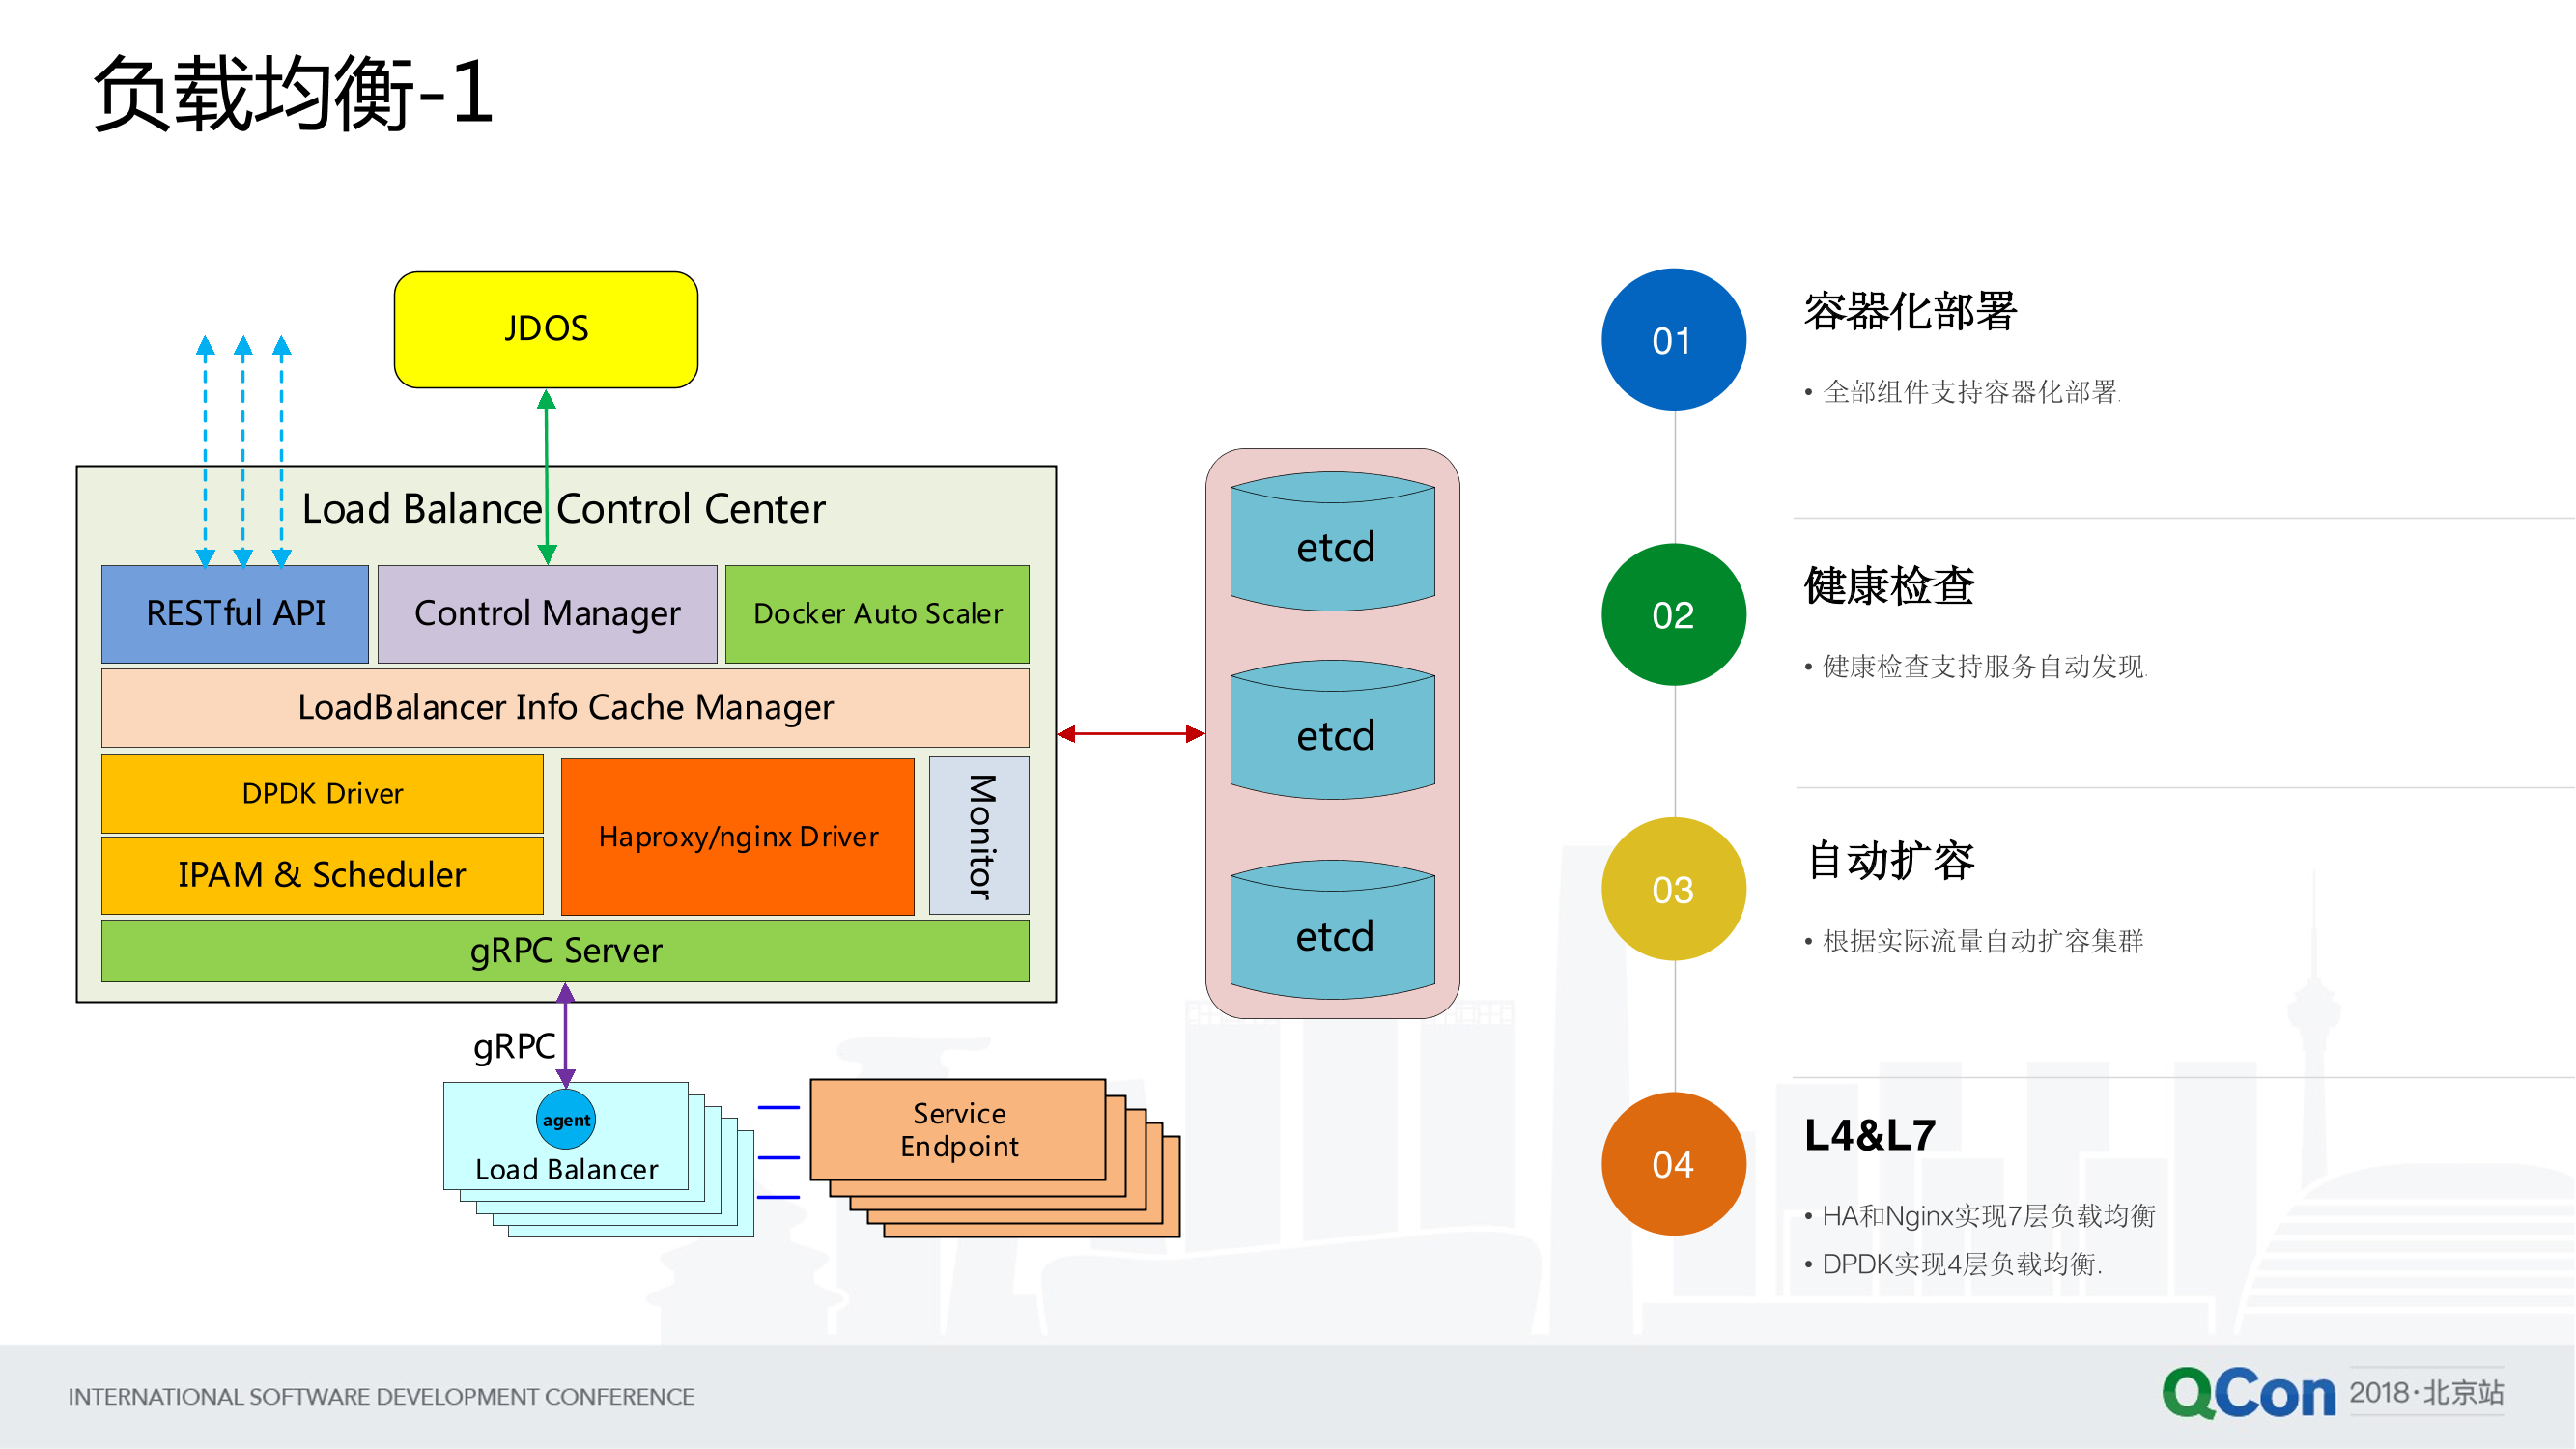 负载均衡-1
JDOS
Load Balance Control Center
RESTful API
Control Manager
Docker Auto Scaler
LoadBalancer Info Cache Manager
DPDK Driver
IPAM & Scheduler
Haproxy/nginx Driver
Monitor
gRPC Server
gRPC
agent
Load Balancer
Service
Endpoint
etcd
etcd
etcd
01
容器化部署
• 全部组件支持容器化部署.
02
健康检查
• 健康检查支持服务自动发现.
03
自动扩容
• 根据实际流量自动扩容集群
04
L4&L7
• HA和Nginx实现7层负载均衡
• DPDK实现4层负载均衡.
INTERNATIONAL SOFTWARE DEVELOPMENT CONFERENCE
QCon 2018·北京站